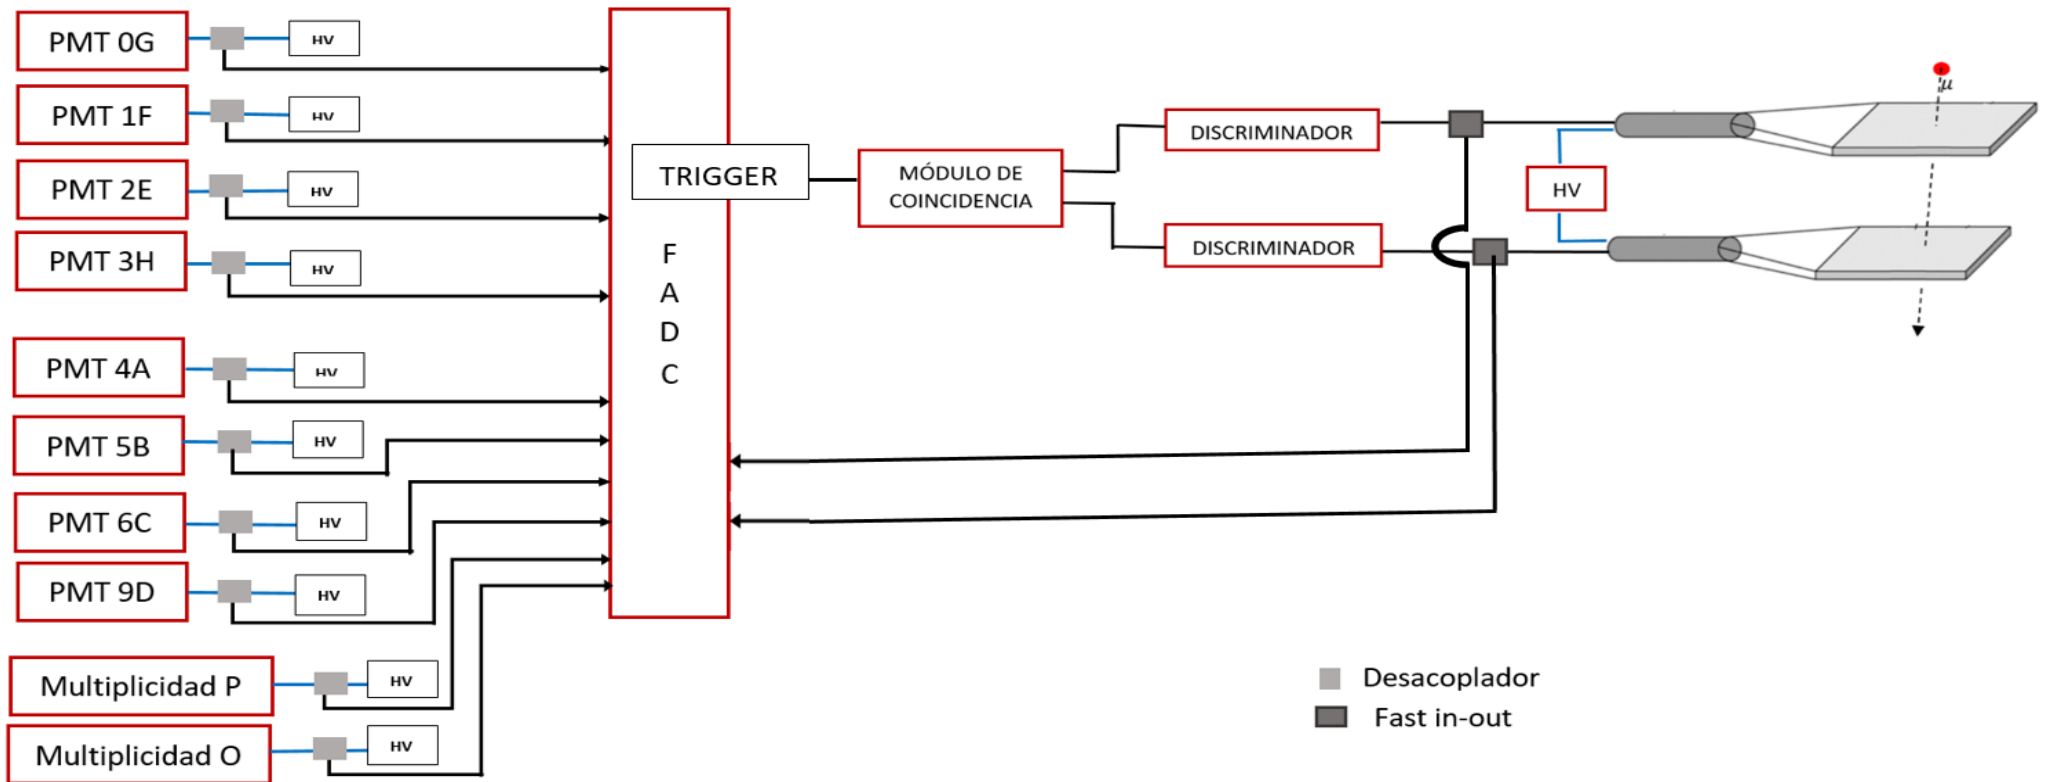 PMT 0G
HV
PMT 1F
HV
PMT 2E
HV
PMT 3H
HV
PMT 4A
HV
PMT 5B
HV
PMT 6C
HV
PMT 9D
HV
Multiplicidad P
HV
Multiplicidad O
HV
TRIGGER
F
A
D
C
MÓDULO DE
COINCIDENCIA
DISCRIMINADOR
DISCRIMINADOR
HV
μ
Desacoplador
Fast in-out